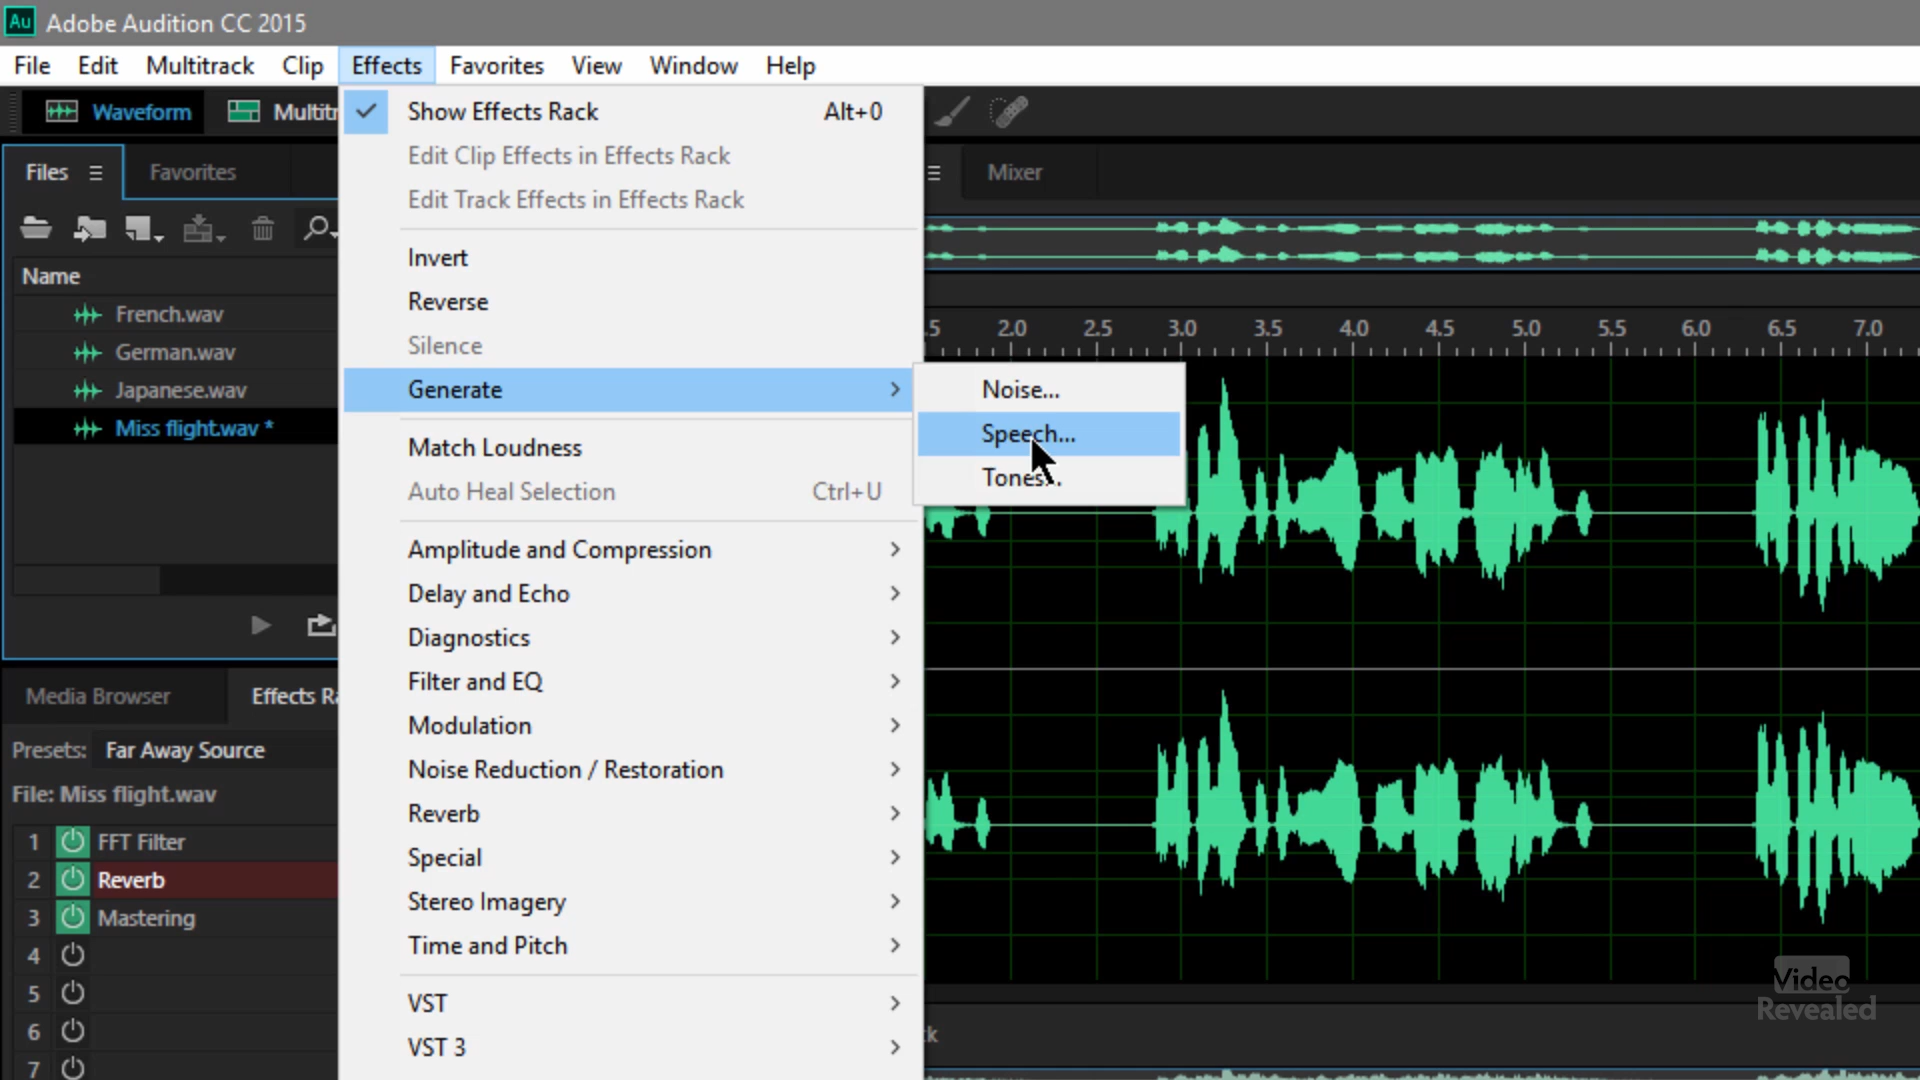 Au Adobe Audition CC 2015
File Edit Multitrack Clip Effects Favorites View Window Help
Waveform
Files Favorites
Name
French.wav
German.wav
Japanese.wav
Miss flight.wav *
Media Browser
Presets: Far Away Source
File: Miss flight.wav
1 FFT Filter
2 Reverb
3 Mastering
4
5
6
7
Show Effects Rack Alt+0
Edit Clip Effects in Effects Rack
Edit Track Effects in Effects Rack
Invert
Reverse
Silence
Generate
Match Loudness
Auto Heal Selection Ctrl+U
Amplitude and Compression
Delay and Echo
Diagnostics
Filter and EQ
Modulation
Noise Reduction / Restoration
Reverb
Special
Stereo Imagery
Time and Pitch
VST
VST 3
Noise...
Speech...
Tones...
Mixer
.5 2.0 2.5 3.0 3.5 4.0 4.5 5.0 5.5 6.0 6.5 7.0
Video
Revealed